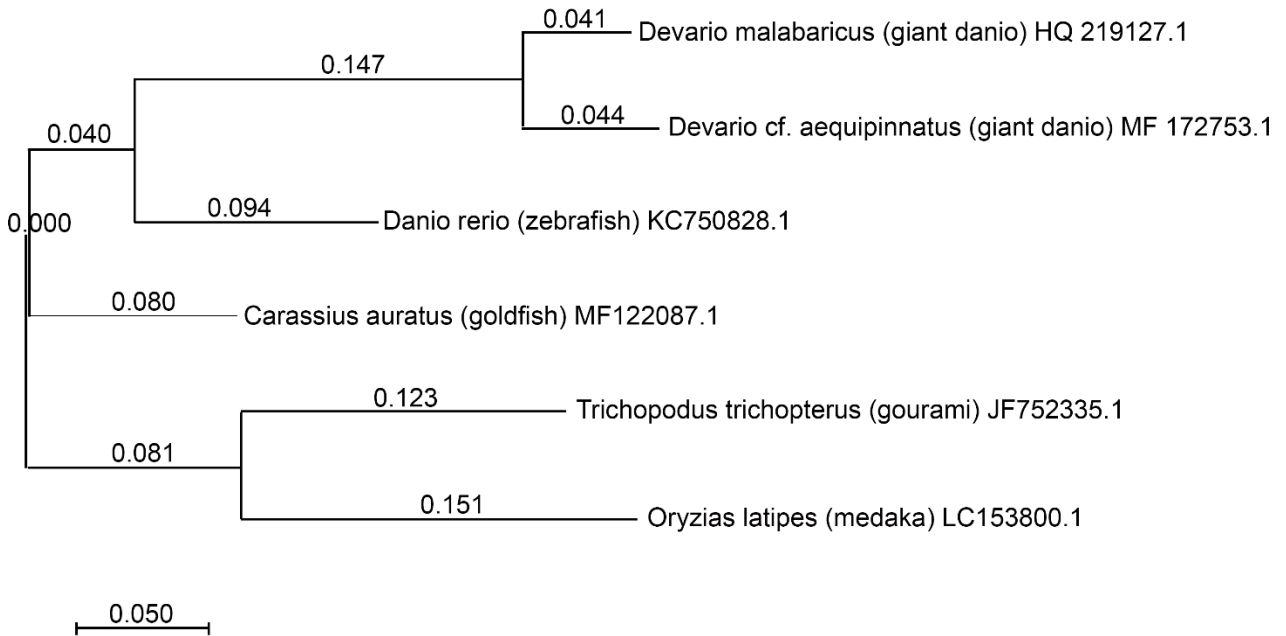 0.041
Devario malabaricus (giant danio) HQ 219127.1
0.147
0.044
Devario cf. aequipinnatus (giant danio) MF 172753.1
0.040
0.094
Danio rerio (zebrafish) KC750828.1
0.000
0.080
Carassius auratus (goldfish) MF122087.1
0.123
Trichopodus trichopterus (gourami) JF752335.1
0.081
0.151
Oryzias latipes (medaka) LC153800.1
0.050